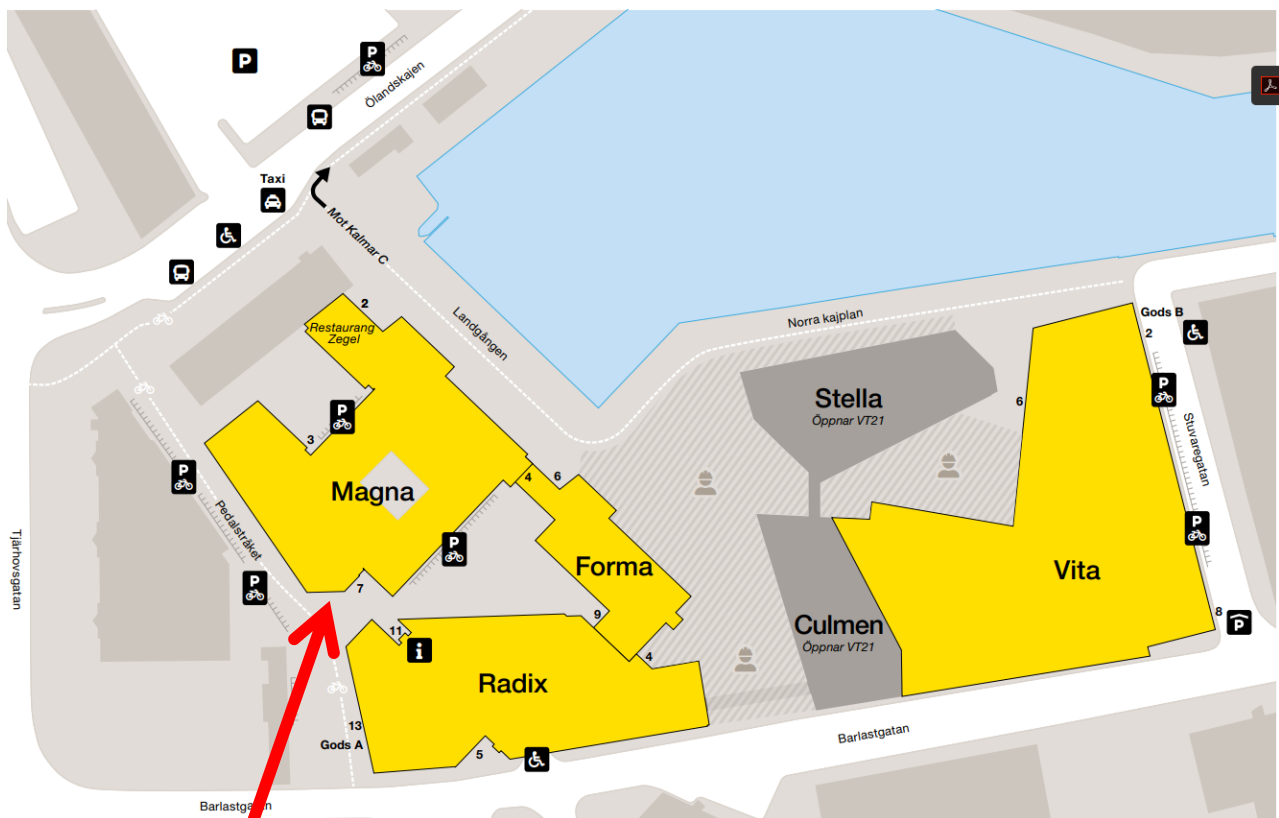 P
P
Ölandskajen
Taxi
Mot Kalmar C
2
Restaurang
Zegel
Landgången
Norra kajplan
Gods B
2
Stella
Öppnar VT21
6
P
3
P
Stuvaregatan
Magna
4
6
P
Pedalstråket
P
P
Tjärhovsgatan
P
7
Forma
Vita
9
11
i
Culmen
Öppnar VT21
8
P
4
Radix
13
Gods A
5
Barlastgatan
Barlastgatan